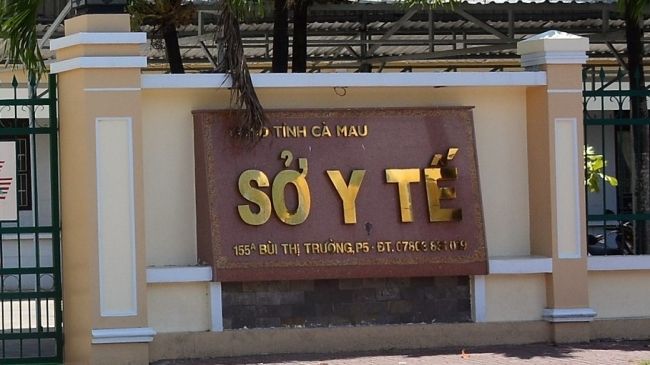 TỈNH CÀ MAU
SỞ Y TẾ
155A BÙI THỊ TRƯỜNG, P5 - ĐT.